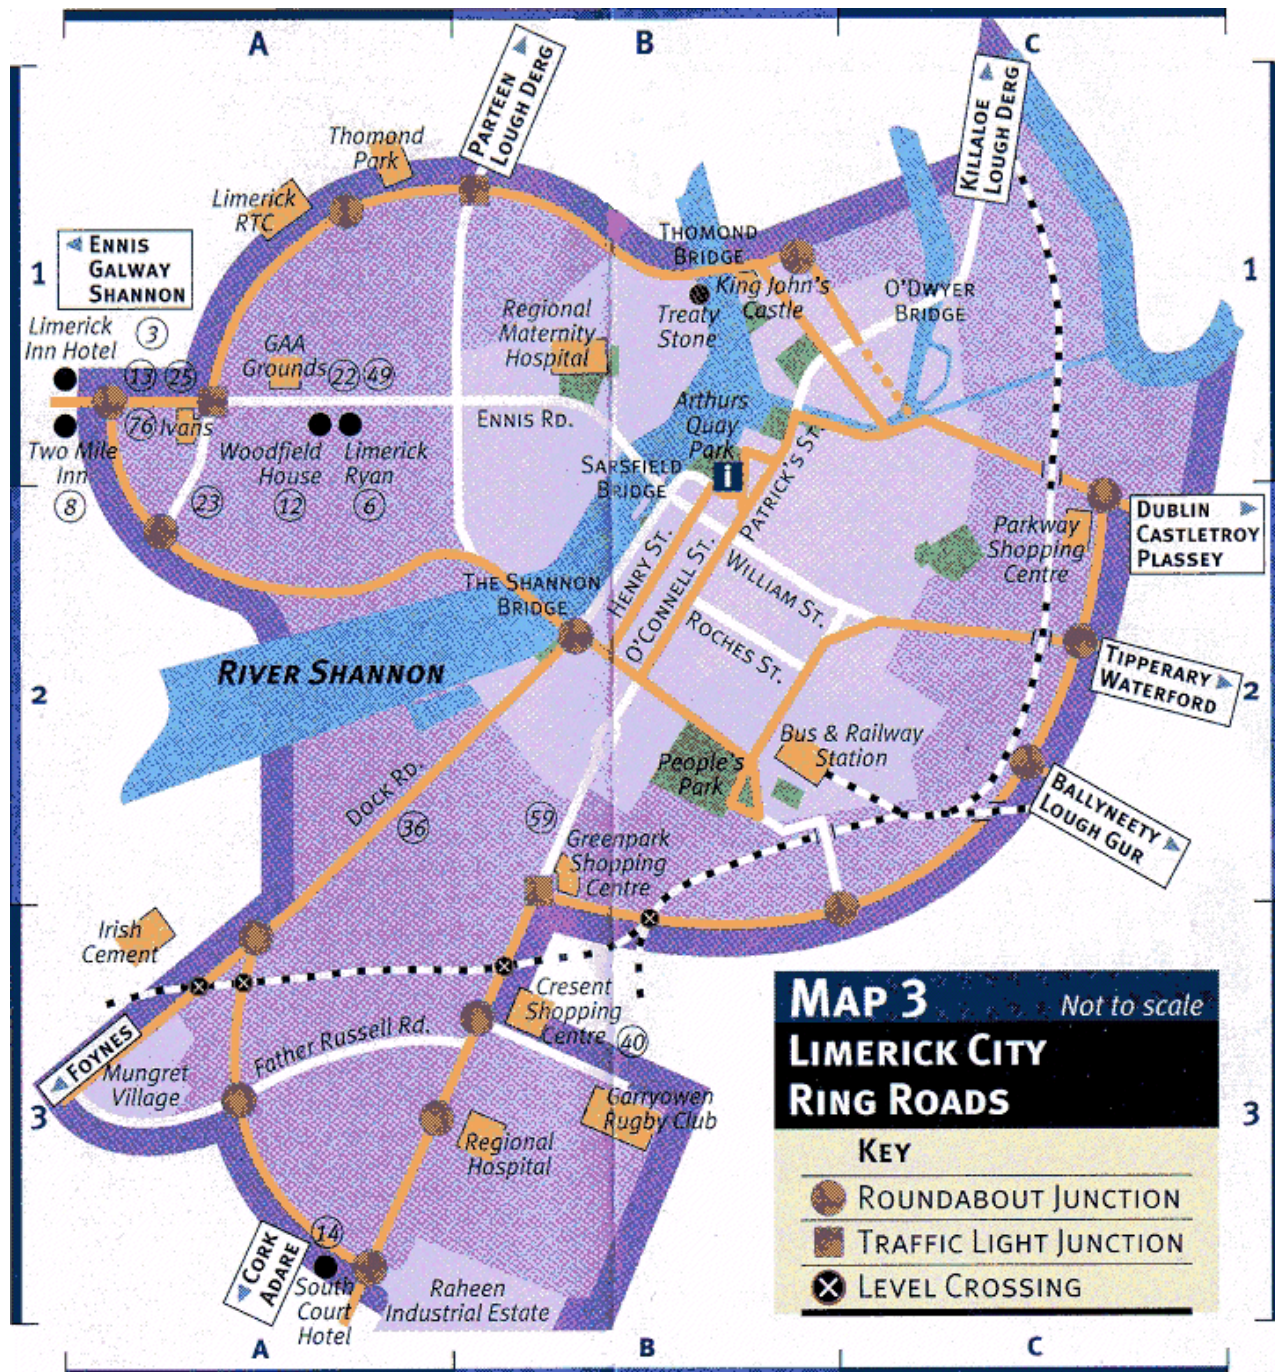 A
B
C
PARTEEN
LOUGH DERG
KILLALOE
LOUGH DERG
Thomond
Park
Limerick
RTC
ENNIS
GALWAY
SHANNON
1
1
THOMOND
BRIDGE
King John's
Castle
Treaty
Stone
O'DWYER
BRIDGE
Regional
Maternity
Hospital
Limerick
Inn Hotel
3
GAA
Grounds
13
25
22
49
76
Ivans
ENNIS RD.
Arthurs
Quay
Park
i
Two Mile
Inn
8
Woodfield
House
12
Limerick
Ryan
6
23
SARSFIELD
BRIDGE
PATRICK'S ST.
HENRY ST.
O'CONNELL ST.
WILLIAM ST.
ROCHES ST.
Parkway
Shopping
Centre
DUBLIN
CASTLETROY
PLASSEY
THE SHANNON
BRIDGE
RIVER SHANNON
2
2
TIPPERARY
WATERFORD
Bus & Railway
Station
People's
Park
BALLYNEETY
LOUGH GUR
DOCK RD.
36
59
Greenpark
Shopping
Centre
Irish
Cement
Cresent
Shopping
Centre
40
FOYNES
Father Russell Rd.
Mungret
Village
3
3
Garryowen
Rugby Club
Regional
Hospital
14
CORK
ADARE
South
Court
Hotel
Raheen
Industrial Estate
MAP 3 Not to scale
LIMERICK CITY
RING ROADS
KEY
ROUNDABOUT JUNCTION
TRAFFIC LIGHT JUNCTION
LEVEL CROSSING
A
B
C